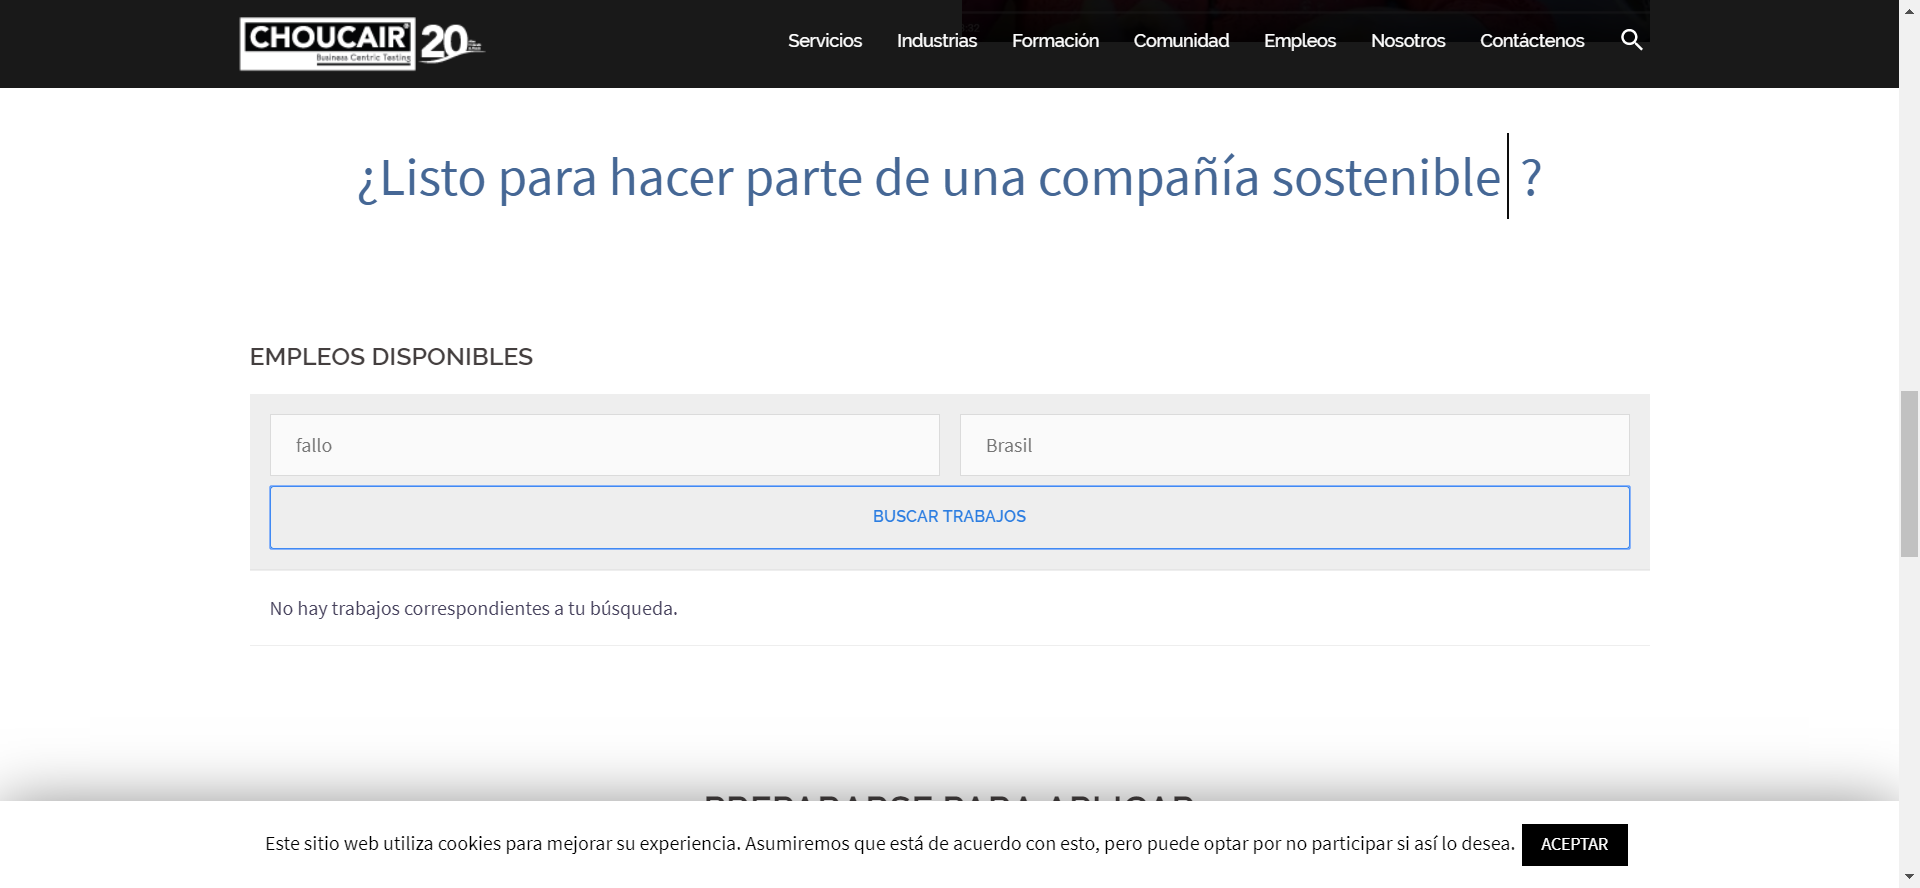 CHOUCAIR
Business Centric Testing
20
Servicios
Industrias
Formación
Comunidad
Empleos
Nosotros
Contáctenos
¿Listo para hacer parte de una compañía sostenible ?
EMPLEOS DISPONIBLES
fallo
Brasil
BUSCAR TRABAJOS
No hay trabajos correspondientes a tu búsqueda.
PREPARARSE PARA APLICAR
Este sitio web utiliza cookies para mejorar su experiencia. Asumiremos que está de acuerdo con esto, pero puede optar por no participar si así lo desea.
ACEPTAR